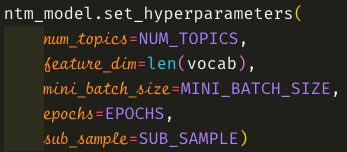 ntm_model.set_hyperparameters(
num_topics=NUM_TOPICS,
feature_dim=len(vocab),
mini_batch_size=MINI_BATCH_SIZE,
epochs=EPOCHS,
sub_sample=SUB_SAMPLE)